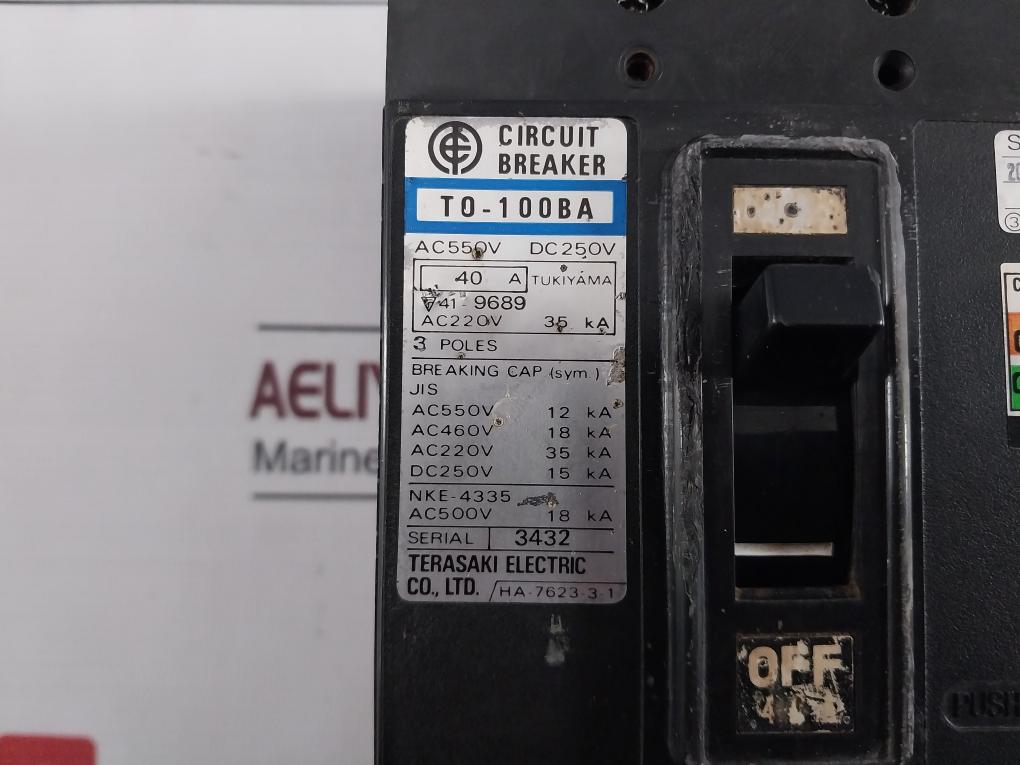 CIRCUIT
BREAKER
TO-100BA
AC550V DC250V
40 A TUKIYAMA
41-9689
AC220V 35 kA
3 POLES
BREAKING CAP (sym.)
JIS
AC550V 12 kA
AC460V 18 kA
AC220V 35 kA
DC250V 15 kA
NKE-4335
AC500V 18 kA
SERIAL 3432
TERASAKI ELECTRIC
CO., LTD. HA-7623-3-1
OFF
PUSH
Marine